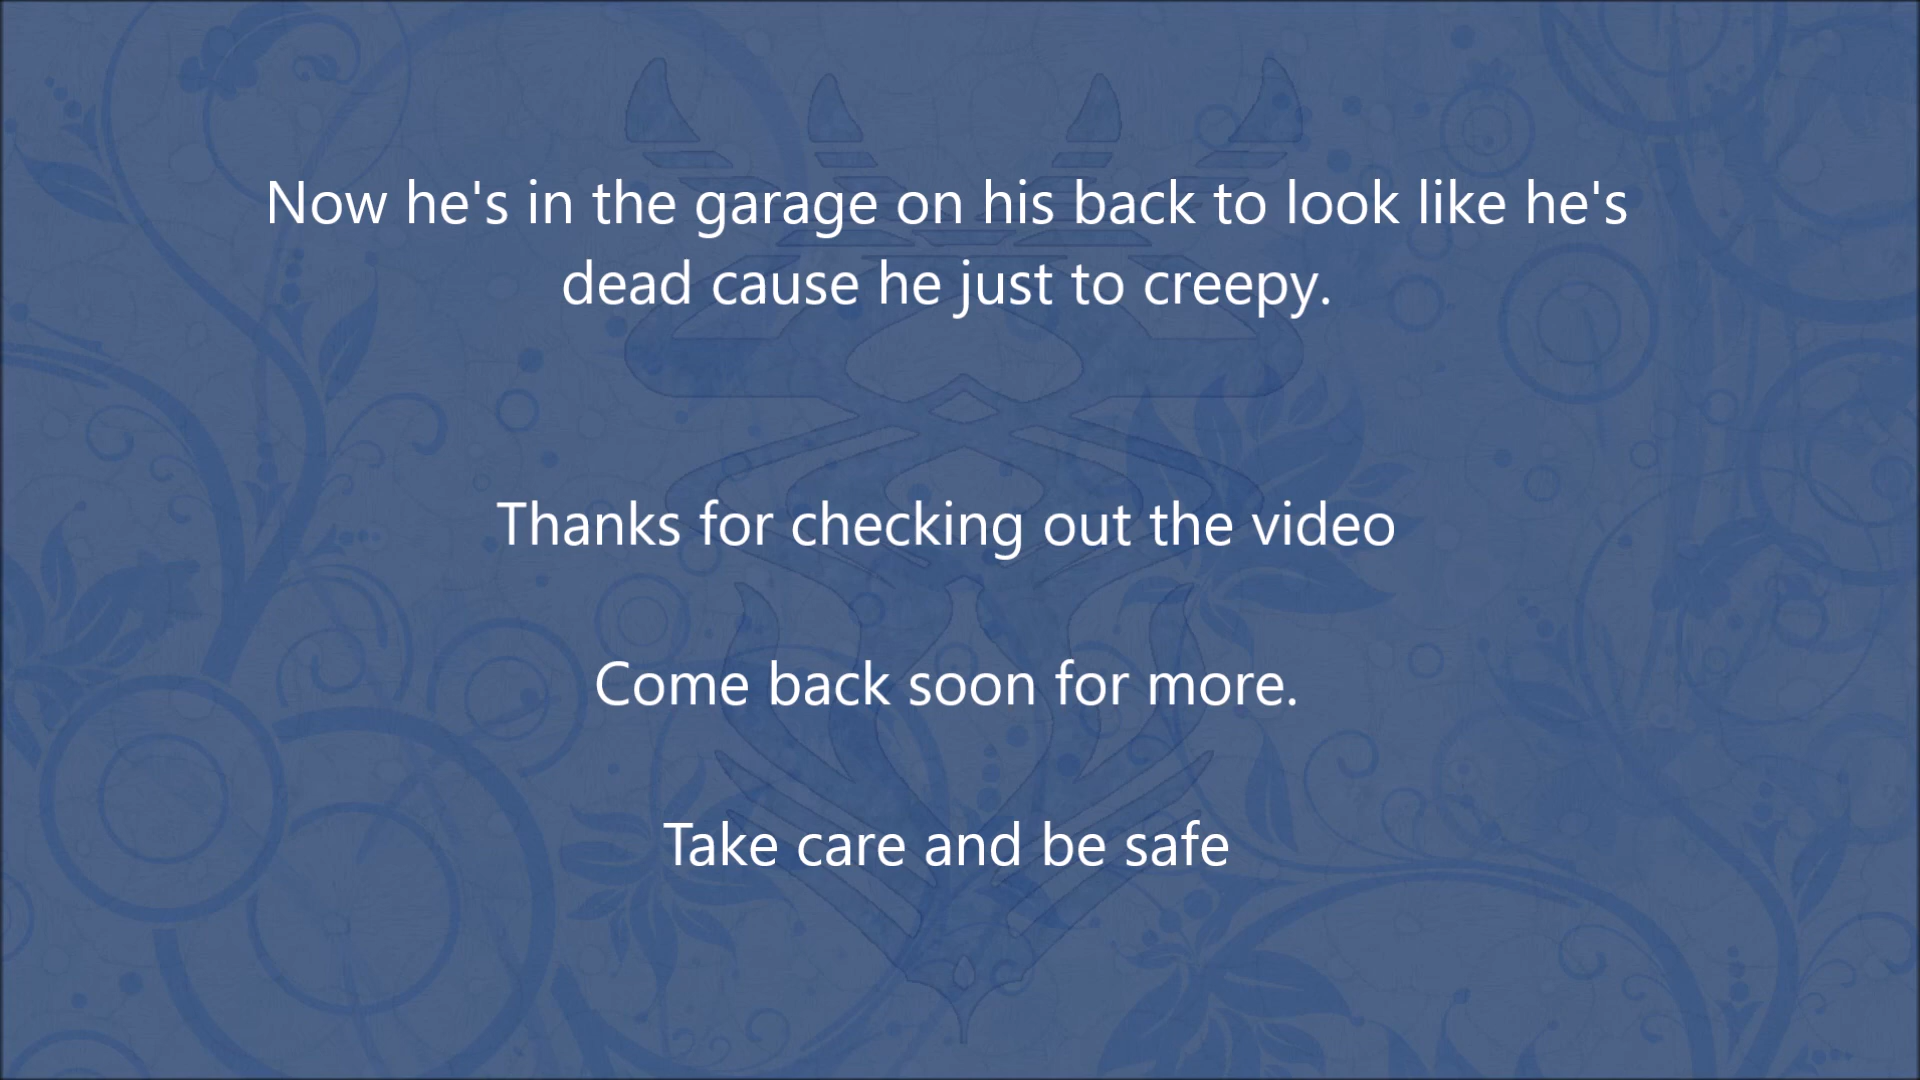 Now he's in the garage on his back to look like he's
dead cause he just to creepy.
Thanks for checking out the video
Come back soon for more.
Take care and be safe